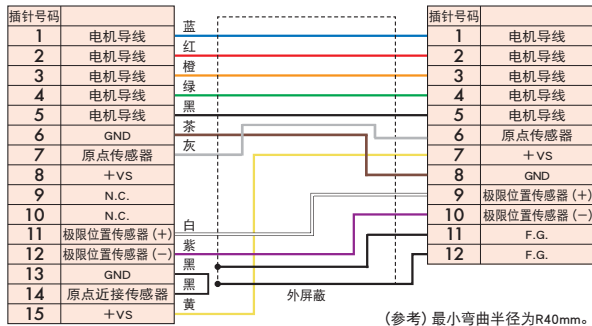 插针号码
1 电机导线
2 电机导线
3 电机导线
4 电机导线
5 电机导线
6 GND
7 原点传感器
8 +VS
9 N.C.
10 N.C.
11 极限位置传感器(+)
12 极限位置传感器(-)
13 GND
14 原点近接传感器
15 +VS
蓝
红
橙
绿
黑
茶
灰
白
紫
黑
黑
黄
外屏蔽
插针号码
1 电机导线
2 电机导线
3 电机导线
4 电机导线
5 电机导线
6 原点传感器
7 +VS
8 GND
9 极限位置传感器(+)
10 极限位置传感器(-)
11 F.G.
12 F.G.
(参考) 最小弯曲半径为R40mm。